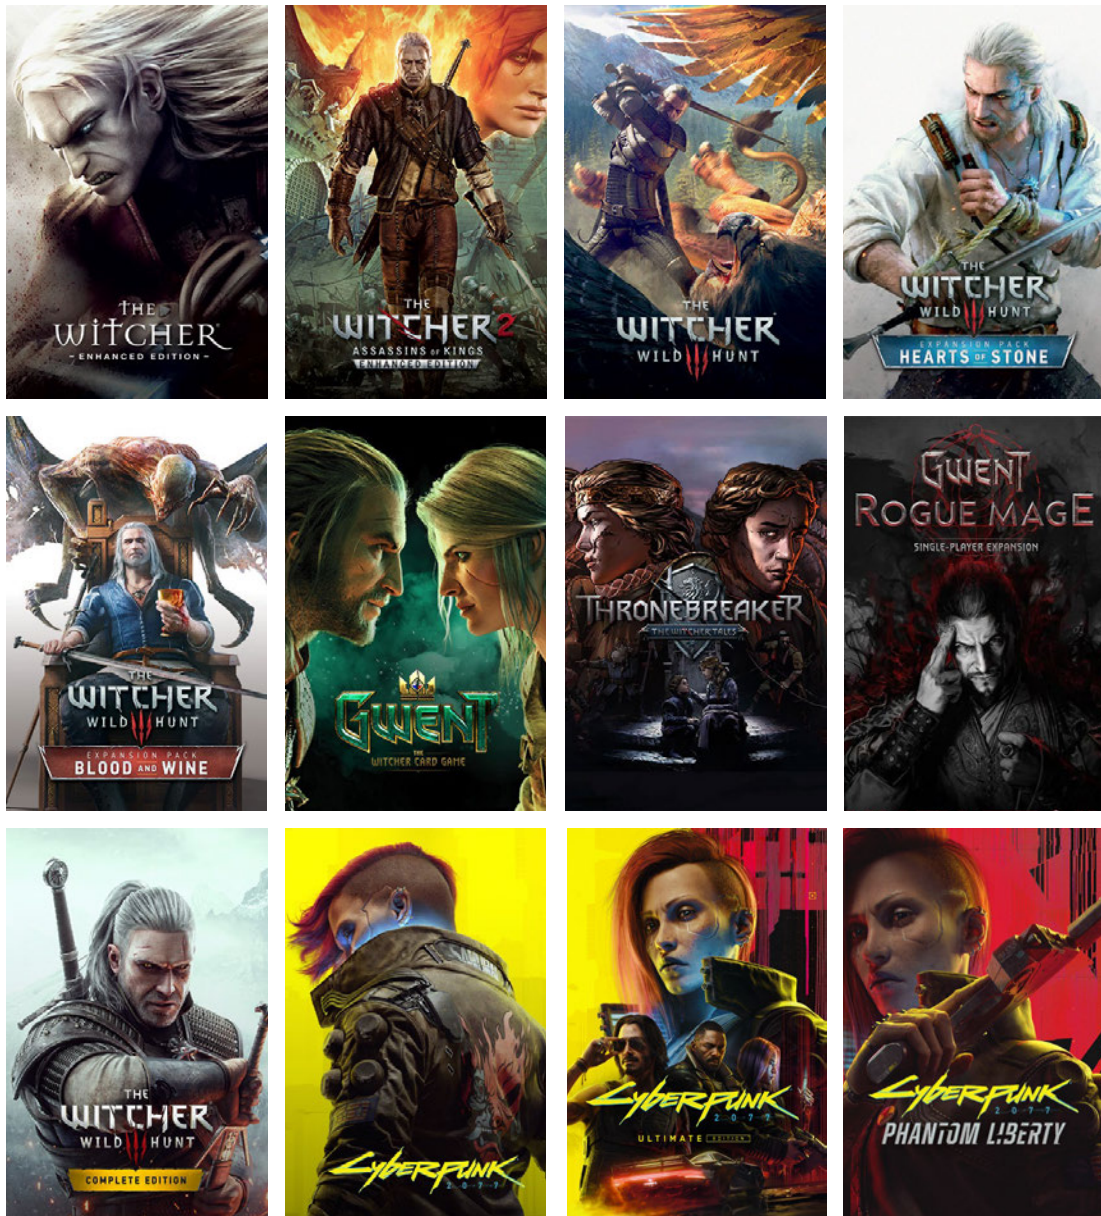 THE
WITCHER
- ENHANCED EDITION -
THE
WITCHER 2
ASSASSINS OF KINGS
ENHANCED EDITION
THE
WITCHER
WILD HUNT
THE
WITCHER
WILD HUNT
EXPANSION PACK
HEARTS OF STONE
THE
WITCHER
WILD HUNT
EXPANSION PACK
BLOOD AND WINE
GWENT
THE
WITCHER CARD GAME
THRONEBREAKER
THE WITCHER TALES
GWENT
ROGUE MAGE
SINGLE-PLAYER EXPANSION
THE
WITCHER
WILD HUNT
COMPLETE EDITION
CYBERPUNK
2077
CYBERPUNK
2077
ULTIMATE EDITION
CYBERPUNK
2077
PHANTOM LIBERTY